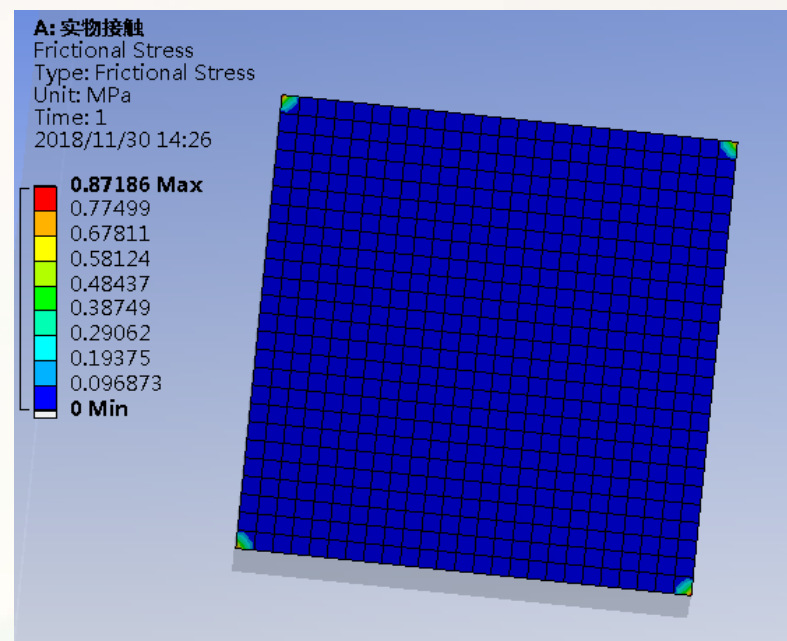 A: 实物接触
Frictional Stress
Type: Frictional Stress
Unit: MPa
Time: 1
2018/11/30 14:26
0.87186 Max
0.77499
0.67811
0.58124
0.48437
0.38749
0.29062
0.19375
0.096873
0 Min